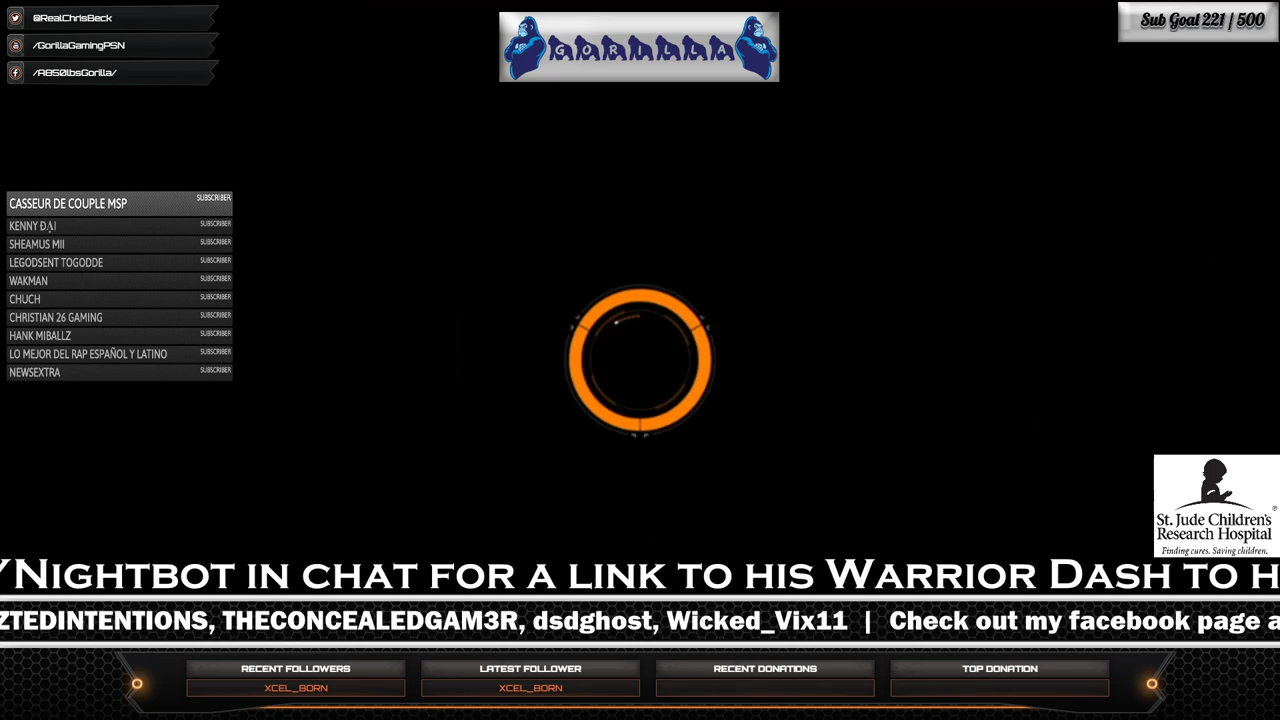 @RealChrisBeck
/GorillaGamingPSN
/A850lbsGorilla/
GORILLA
Sub Goal 221 / 500
CASSEUR DE COUPLE MSP SUBSCRIBER
KENNY ĐẠI SUBSCRIBER
SHEAMUS MII SUBSCRIBER
LEGODSENT TOGODDE SUBSCRIBER
WAKMAN SUBSCRIBER
CHUCH SUBSCRIBER
CHRISTIAN 26 GAMING SUBSCRIBER
HANK MIBALLZ SUBSCRIBER
LO MEJOR DEL RAP ESPAÑOL Y LATINO SUBSCRIBER
NEWSEXTRA SUBSCRIBER
St. Jude Children's
Research Hospital
Finding cures. Saving children.
YNIGHTBOT IN CHAT FOR A LINK TO HIS WARRIOR DASH TO H
ZTEDINTENTIONS, THECONCEALEDGAM3R, dsdghost, Wicked_Vix11 | Check out my facebook page a
RECENT FOLLOWERS LATEST FOLLOWER RECENT DONATIONS TOP DONATION
XCEL_BORN XCEL_BORN